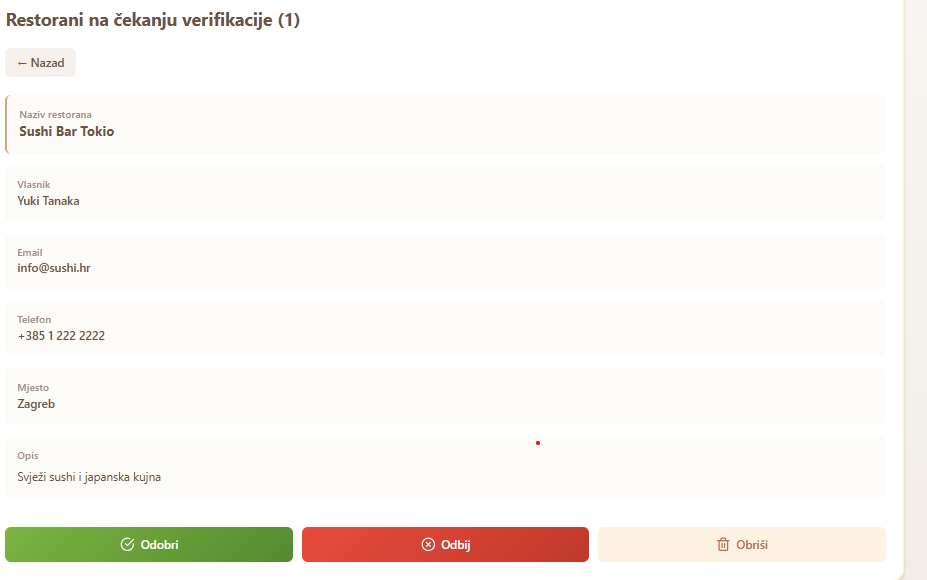 Restorani na čekanju verifikacije (1)
← Nazad
Naziv restorana
Sushi Bar Tokio
Vlasnik
Yuki Tanaka
Email
info@sushi.hr
Telefon
+385 1 222 2222
Mjesto
Zagreb
Opis
Svježi sushi i japanska kujna
Odobri
Odbij
Obriši